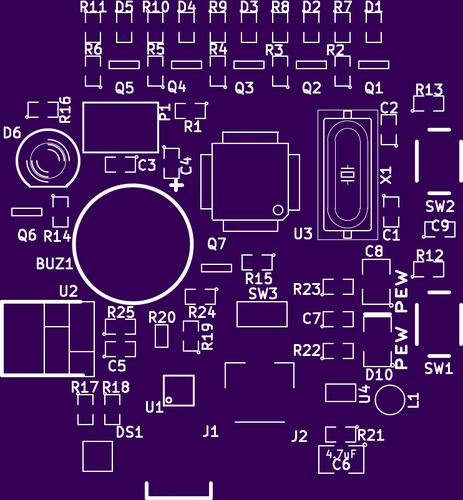 R11 D5 R10 D4 R9 D3 R8 D2 R7 D1
R6 R5 R4 R3 R2
Q5 Q4 Q3 Q2 Q1
R13
R16 P1 R1 C2
D6
C3 C4 X1
+
SW2
Q6 R14 Q7 U3 C1 C9
BUZ1 C8 R12
R15
U2 SW3 R23 PEW PEW
R25 R24
R20 R19 C7
C5 R22
SW1
D10
R17 R18 U4 L1
U1
DS1 J1 J2 R21
4.7uF
C6